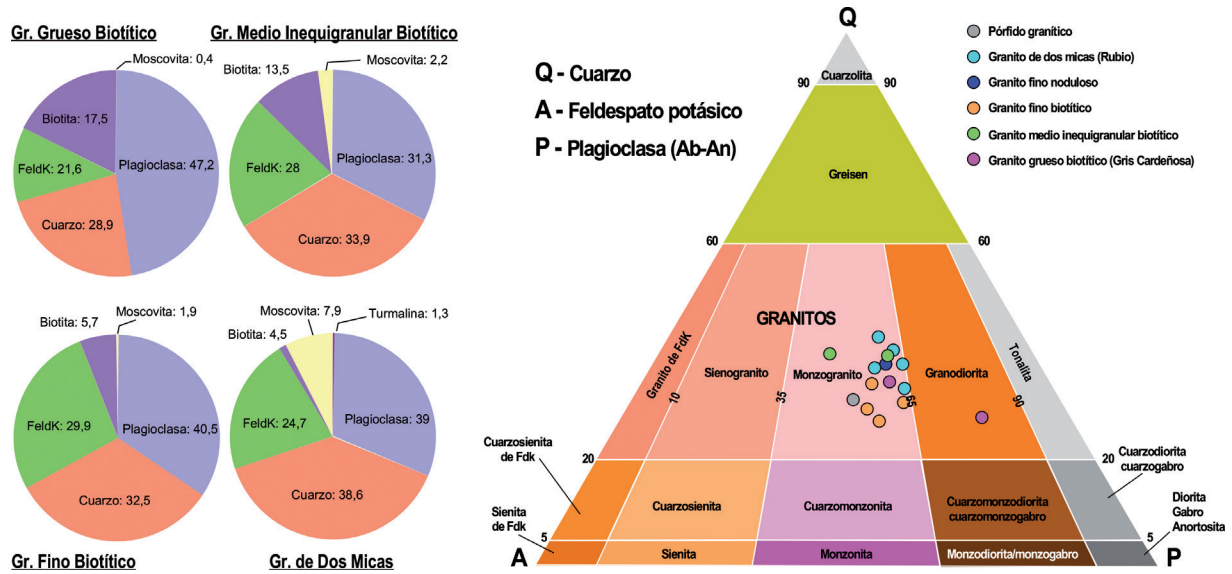 Gr. Grueso Biotítico
Moscovita: 0,4
Biotita: 17,5
Plagioclasa: 47,2
FeldK: 21,6
Cuarzo: 28,9
Gr. Medio Inequigranular Biotítico
Biotita: 13,5
Moscovita: 2,2
Plagioclasa: 31,3
FeldK: 28
Cuarzo: 33,9
Moscovita: 1,9
Biotita: 5,7
FeldK: 29,9
Plagioclasa: 40,5
Cuarzo: 32,5
Gr. Fino Biotítico
Moscovita: 7,9
Turmalina: 1,3
Biotita: 4,5
FeldK: 24,7
Plagioclasa: 39
Cuarzo: 38,6
Gr. de Dos Micas
Q - Cuarzo
A - Feldespato potásico
P - Plagioclasa (Ab-An)
Q
Pórfido granítico
Granito de dos micas (Rubio)
Granito fino noduloso
Granito fino biotítico
Granito medio inequigranular biotítico
Granito grueso biotítico (Gris Cardeñosa)
Cuarzolita
90
90
Greisen
60
60
GRANITOS
Granito de FdK
Sienogranito
Monzogranito
Granodiorita
Tonalita
10
35
65
90
20
20
Cuarzosienita
de Fdk
Cuarzosienita
Cuarzomonzonita
Cuarzomonzodiorita
cuarzomonzogabro
Cuarzodiorita
cuarzogabro
Sienita
de Fdk
Diorita
Gabro
Anortosita
5
5
A
Sienita
Monzonita
Monzodiorita/monzogabro
P